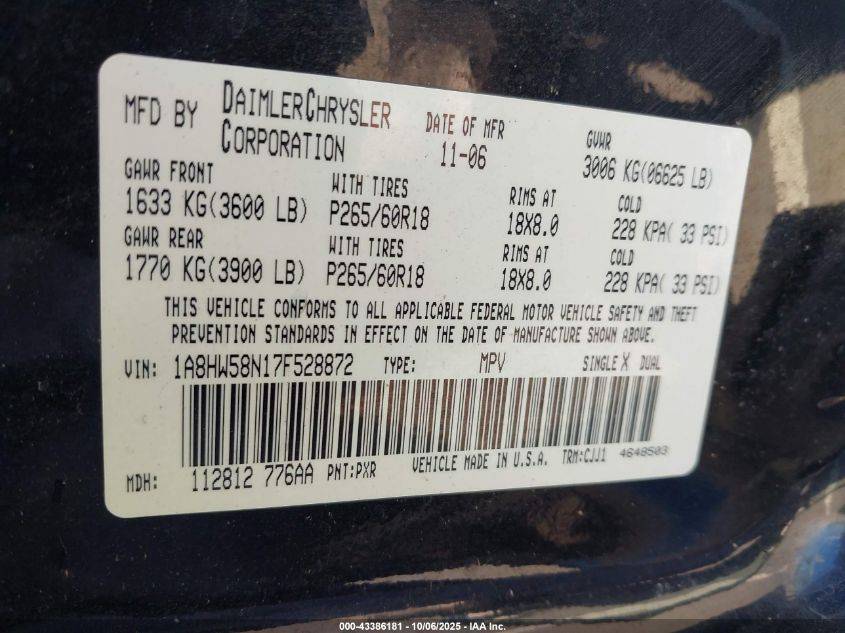 MFD BY DAIMLERCHRYSLER CORPORATION
DATE OF MFR 11-06
GVWR 3006 KG(06625 LB)
GAWR FRONT WITH TIRES RIMS AT COLD
1633 KG(3600 LB) P265/60R18 18X8.0 228 KPA( 33 PSI)
GAWR REAR WITH TIRES RIMS AT COLD
1770 KG(3900 LB) P265/60R18 18X8.0 228 KPA( 33 PSI)
THIS VEHICLE CONFORMS TO ALL APPLICABLE FEDERAL MOTOR VEHICLE SAFETY AND THEFT
PREVENTION STANDARDS IN EFFECT ON THE DATE OF MANUFACTURE SHOWN ABOVE.
VIN: 1A8HW58N17F528872 TYPE: MPV SINGLE X DUAL
MDH: 112812 776AA PNT:PXR VEHICLE MADE IN U.S.A. TRM:CJJ1 4648503
000-43386181 - 10/06/2025 - IAA Inc.